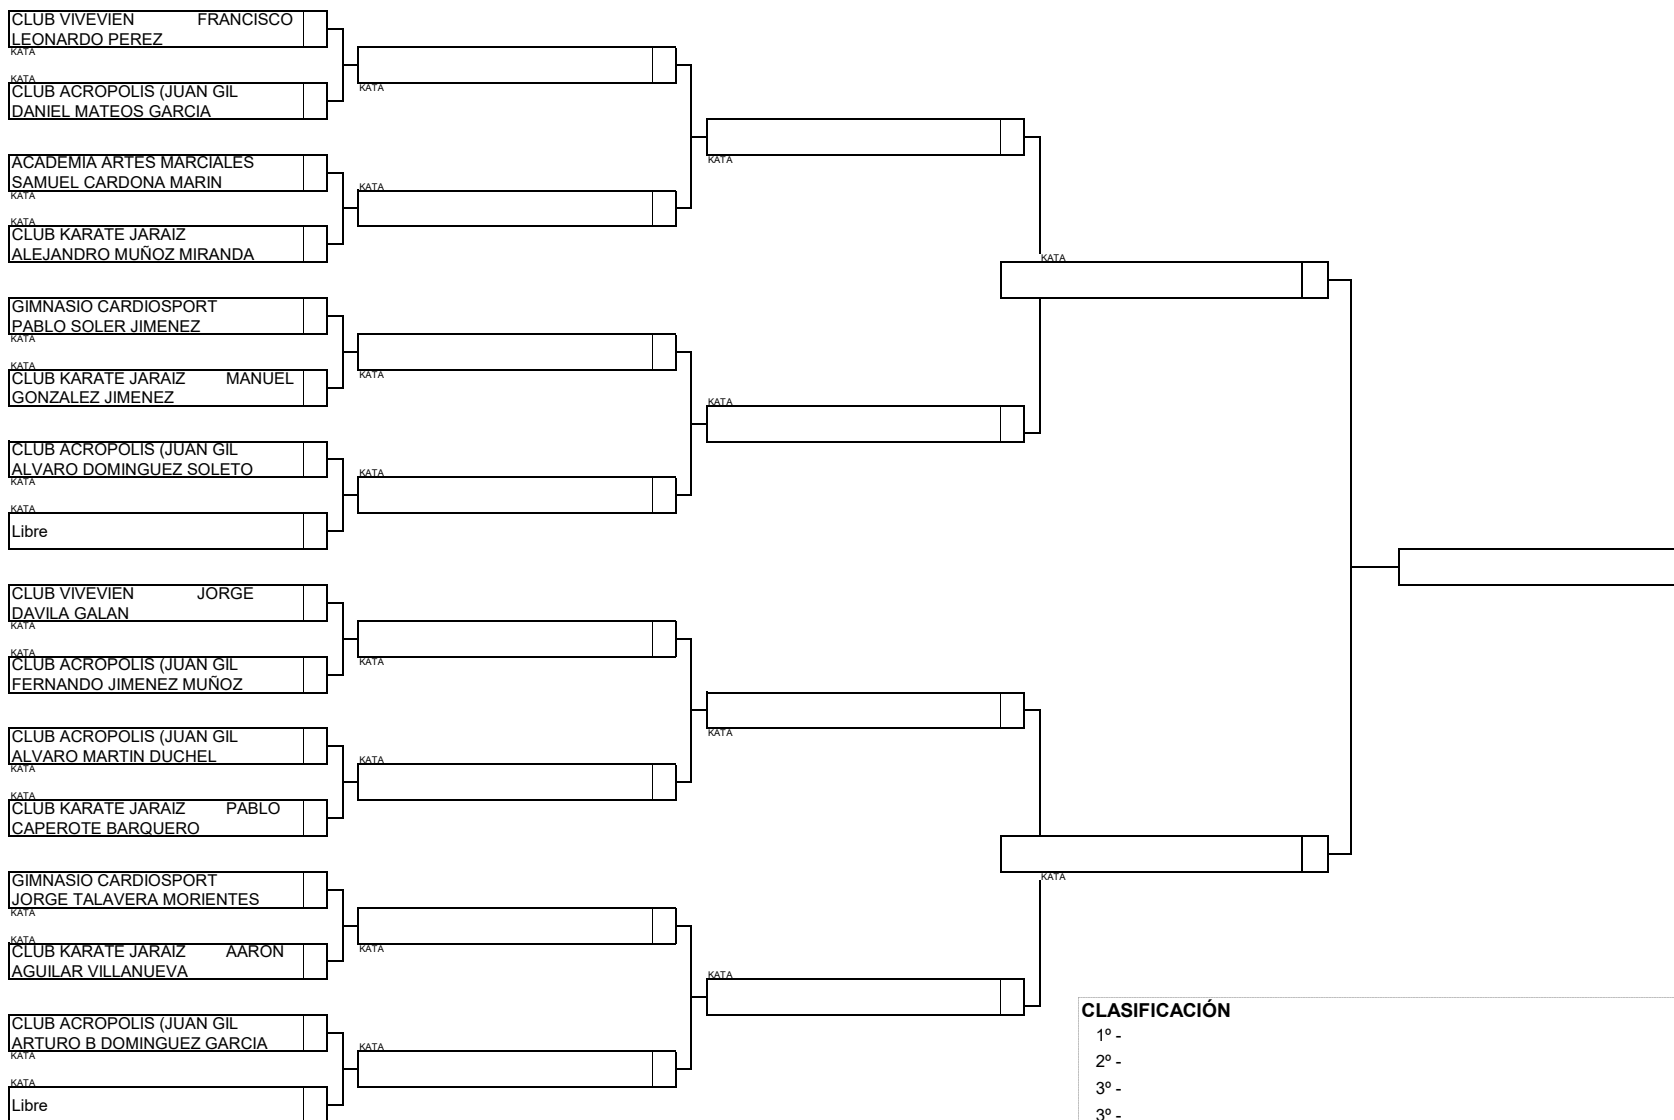 CLUB VIVEVIEN FRANCISCO
LEONARDO PEREZ
KATA
KATA
CLUB ACROPOLIS (JUAN GIL
DANIEL MATEOS GARCIA
ACADEMIA ARTES MARCIALES
SAMUEL CARDONA MARIN
KATA
KATA
CLUB KARATE JARAIZ
ALEJANDRO MUÑOZ MIRANDA
GIMNASIO CARDIOSPORT
PABLO SOLER JIMENEZ
KATA
KATA
CLUB KARATE JARAIZ MANUEL
GONZALEZ JIMENEZ
CLUB ACROPOLIS (JUAN GIL
ALVARO DOMINGUEZ SOLETO
KATA
KATA
Libre
CLUB VIVEVIEN JORGE
DAVILA GALAN
KATA
KATA
CLUB ACROPOLIS (JUAN GIL
FERNANDO JIMENEZ MUÑOZ
CLUB ACROPOLIS (JUAN GIL
ALVARO MARTIN DUCHEL
KATA
KATA
CLUB KARATE JARAIZ PABLO
CAPEROTE BARQUERO
GIMNASIO CARDIOSPORT
JORGE TALAVERA MORIENTES
KATA
KATA
CLUB KARATE JARAIZ AARON
AGUILAR VILLANUEVA
CLUB ACROPOLIS (JUAN GIL
ARTURO B DOMINGUEZ GARCIA
KATA
KATA
Libre
KATA
KATA
KATA
KATA
KATA
KATA
KATA
KATA
KATA
KATA
KATA
KATA
KATA
KATA
CLASIFICACIÓN
1º -
2º -
3º -
3º -